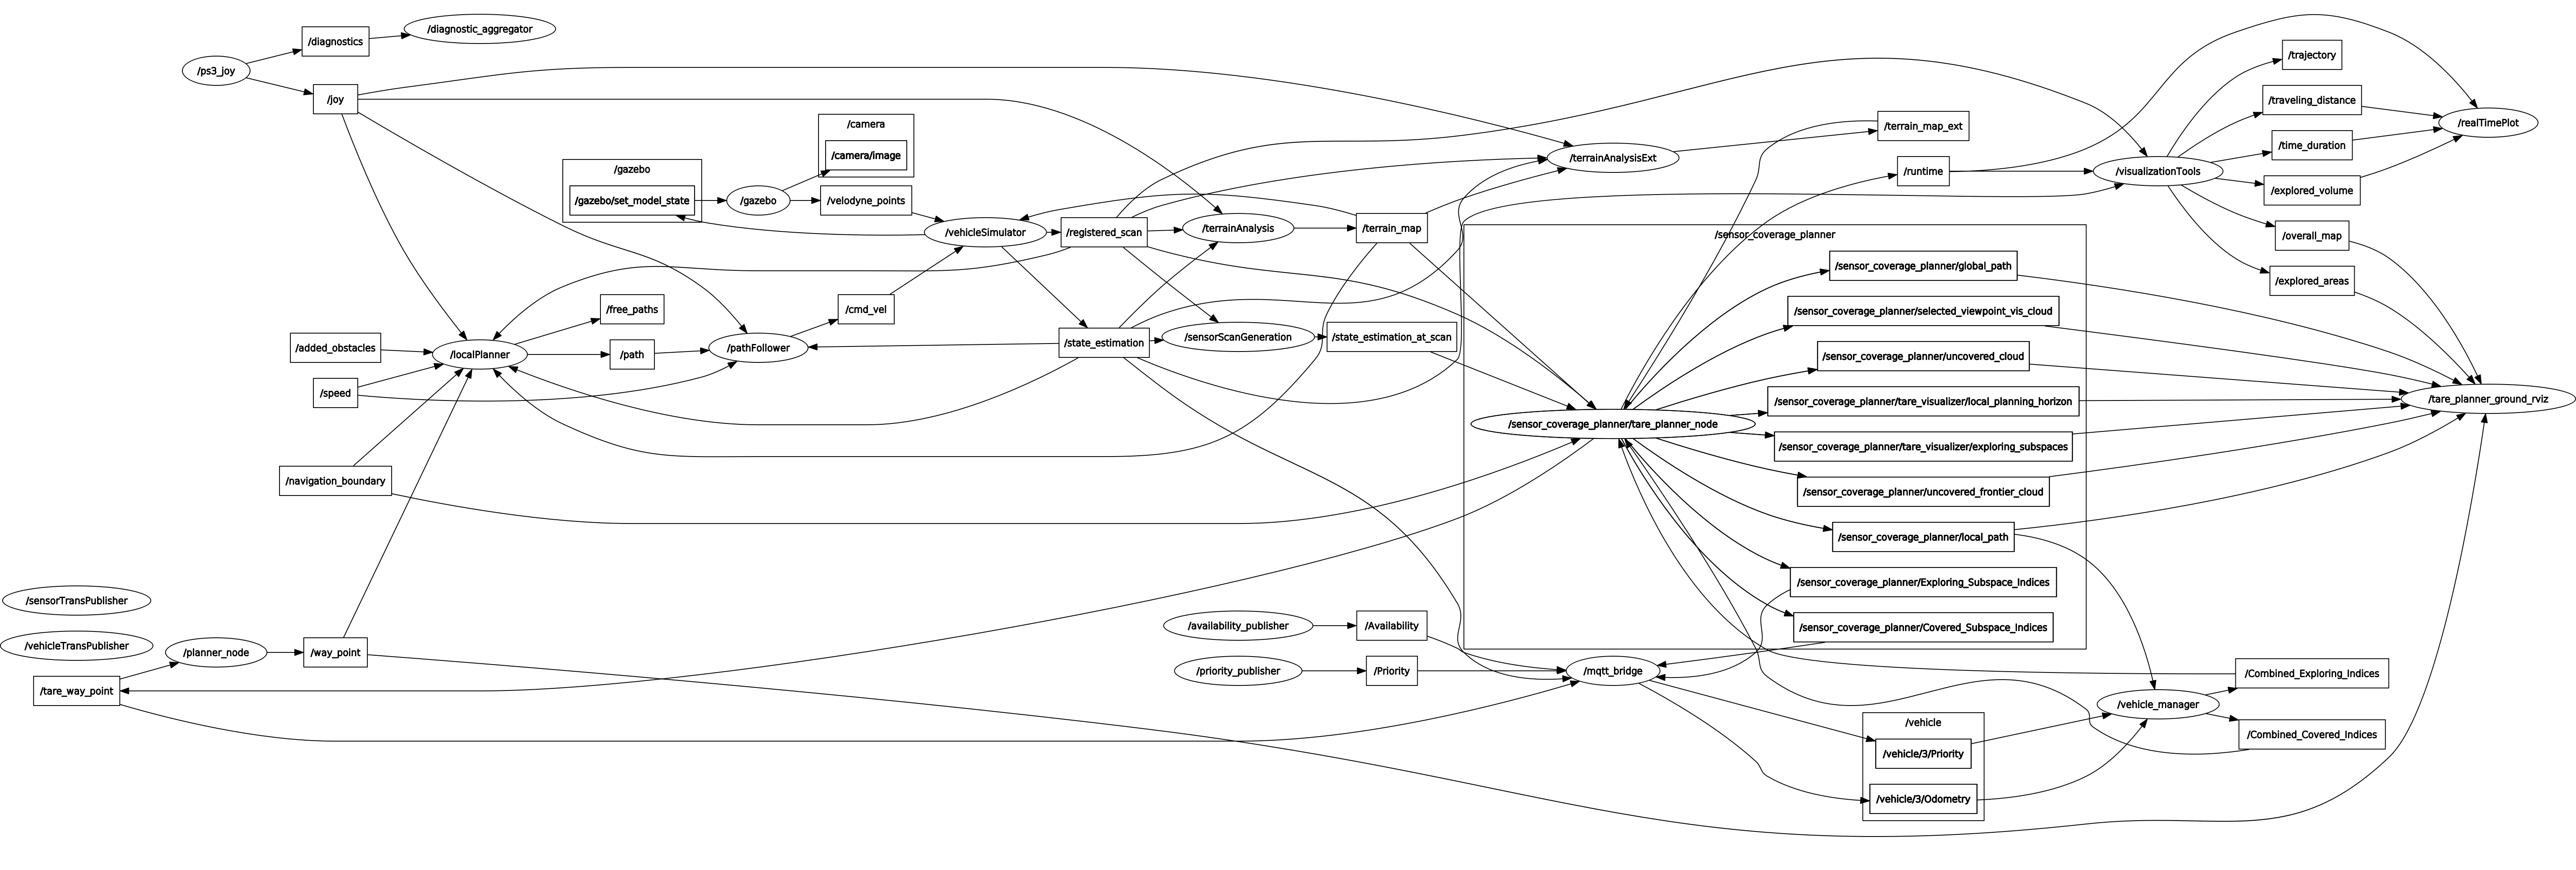 /diagnostics
/diagnostic_aggregator
/ps3_joy
/joy
/camera
/camera/image
/gazebo
/gazebo/set_model_state
/gazebo
/velodyne_points
/vehicleSimulator
/registered_scan
/terrainAnalysis
/terrain_map
/terrainAnalysisExt
/terrain_map_ext
/runtime
/visualizationTools
/trajectory
/traveling_distance
/time_duration
/explored_volume
/overall_map
/explored_areas
/realTimePlot
/free_paths
/cmd_vel
/added_obstacles
/localPlanner
/path
/pathFollower
/state_estimation
/sensorScanGeneration
/state_estimation_at_scan
/speed
/navigation_boundary
/sensor_coverage_planner
/sensor_coverage_planner/global_path
/sensor_coverage_planner/selected_viewpoint_vis_cloud
/sensor_coverage_planner/uncovered_cloud
/sensor_coverage_planner/tare_visualizer/local_planning_horizon
/sensor_coverage_planner/tare_planner_node
/sensor_coverage_planner/tare_visualizer/exploring_subspaces
/sensor_coverage_planner/uncovered_frontier_cloud
/sensor_coverage_planner/local_path
/sensor_coverage_planner/Exploring_Subspace_Indices
/sensor_coverage_planner/Covered_Subspace_Indices
/tare_planner_ground_rviz
/sensorTransPublisher
/vehicleTransPublisher
/planner_node
/way_point
/tare_way_point
/availability_publisher
/Availability
/priority_publisher
/Priority
/mqtt_bridge
/vehicle
/vehicle/3/Priority
/vehicle/3/Odometry
/vehicle_manager
/Combined_Exploring_Indices
/Combined_Covered_Indices